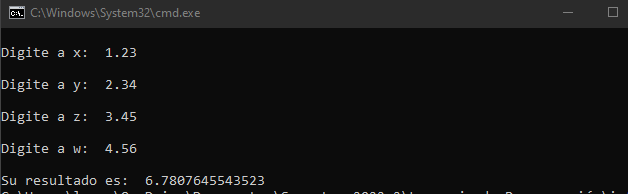 C:\Windows\System32\cmd.exe
Digite a x:  1.23
Digite a y:  2.34
Digite a z:  3.45
Digite a w:  4.56
Su resultado es:  6.7807645543523